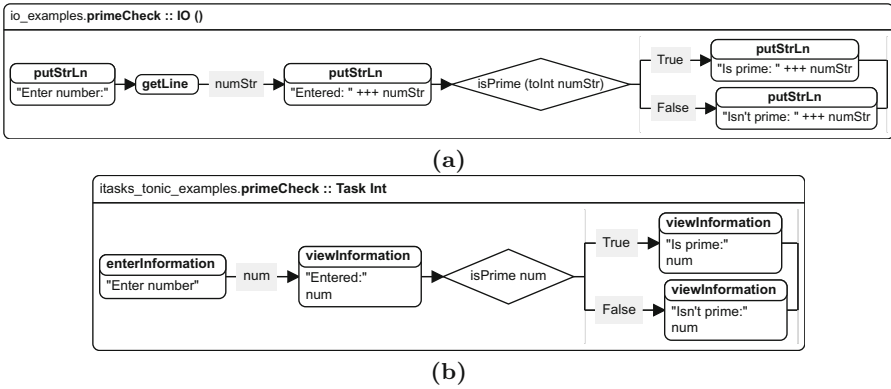 io_examples.primeCheck :: IO ()
putStrLn
"Enter number:"
getLine
numStr
putStrLn
"Entered: " +++ numStr
isPrime (toInt numStr)
True
putStrLn
"Is prime: " +++ numStr
False
putStrLn
"Isn't prime: " +++ numStr
(a)
itasks_tonic_examples.primeCheck :: Task Int
enterInformation
"Enter number"
num
viewInformation
"Entered:"
num
isPrime num
True
viewInformation
"Is prime:"
num
False
viewInformation
"Isn't prime:"
num
(b)